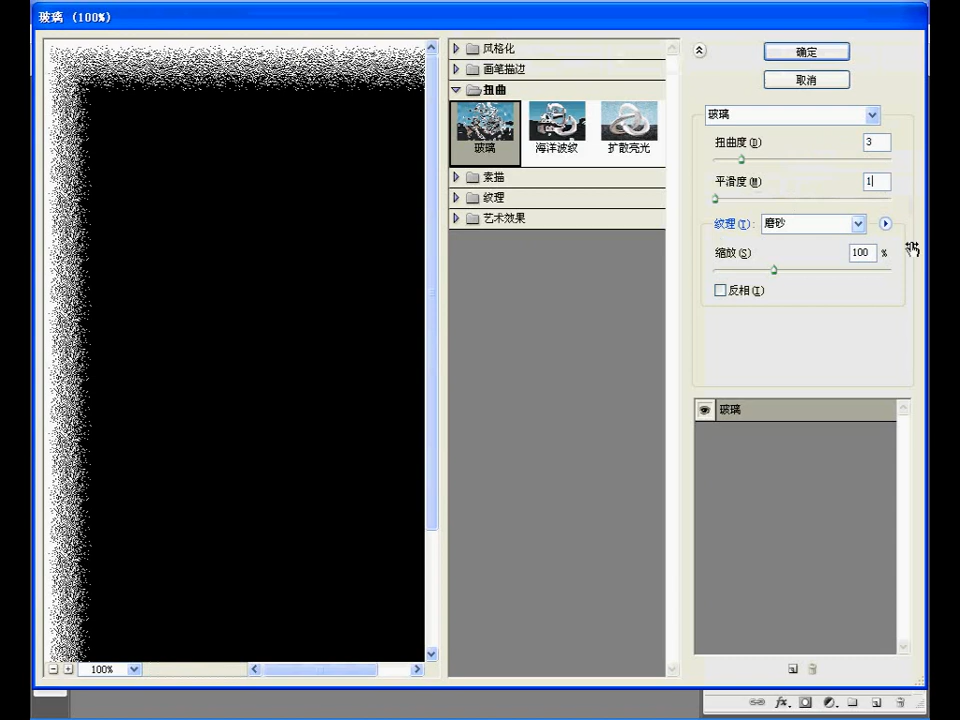 玻璃 (100%)
风格化
画笔描边
扭曲
玻璃
海洋波纹
扩散亮光
素描
纹理
艺术效果
确定
取消
玻璃
扭曲度(D)
3
平滑度(M)
1
纹理(T):
磨砂
缩放(S)
100
%
反相(I)
玻璃
100%
fx.